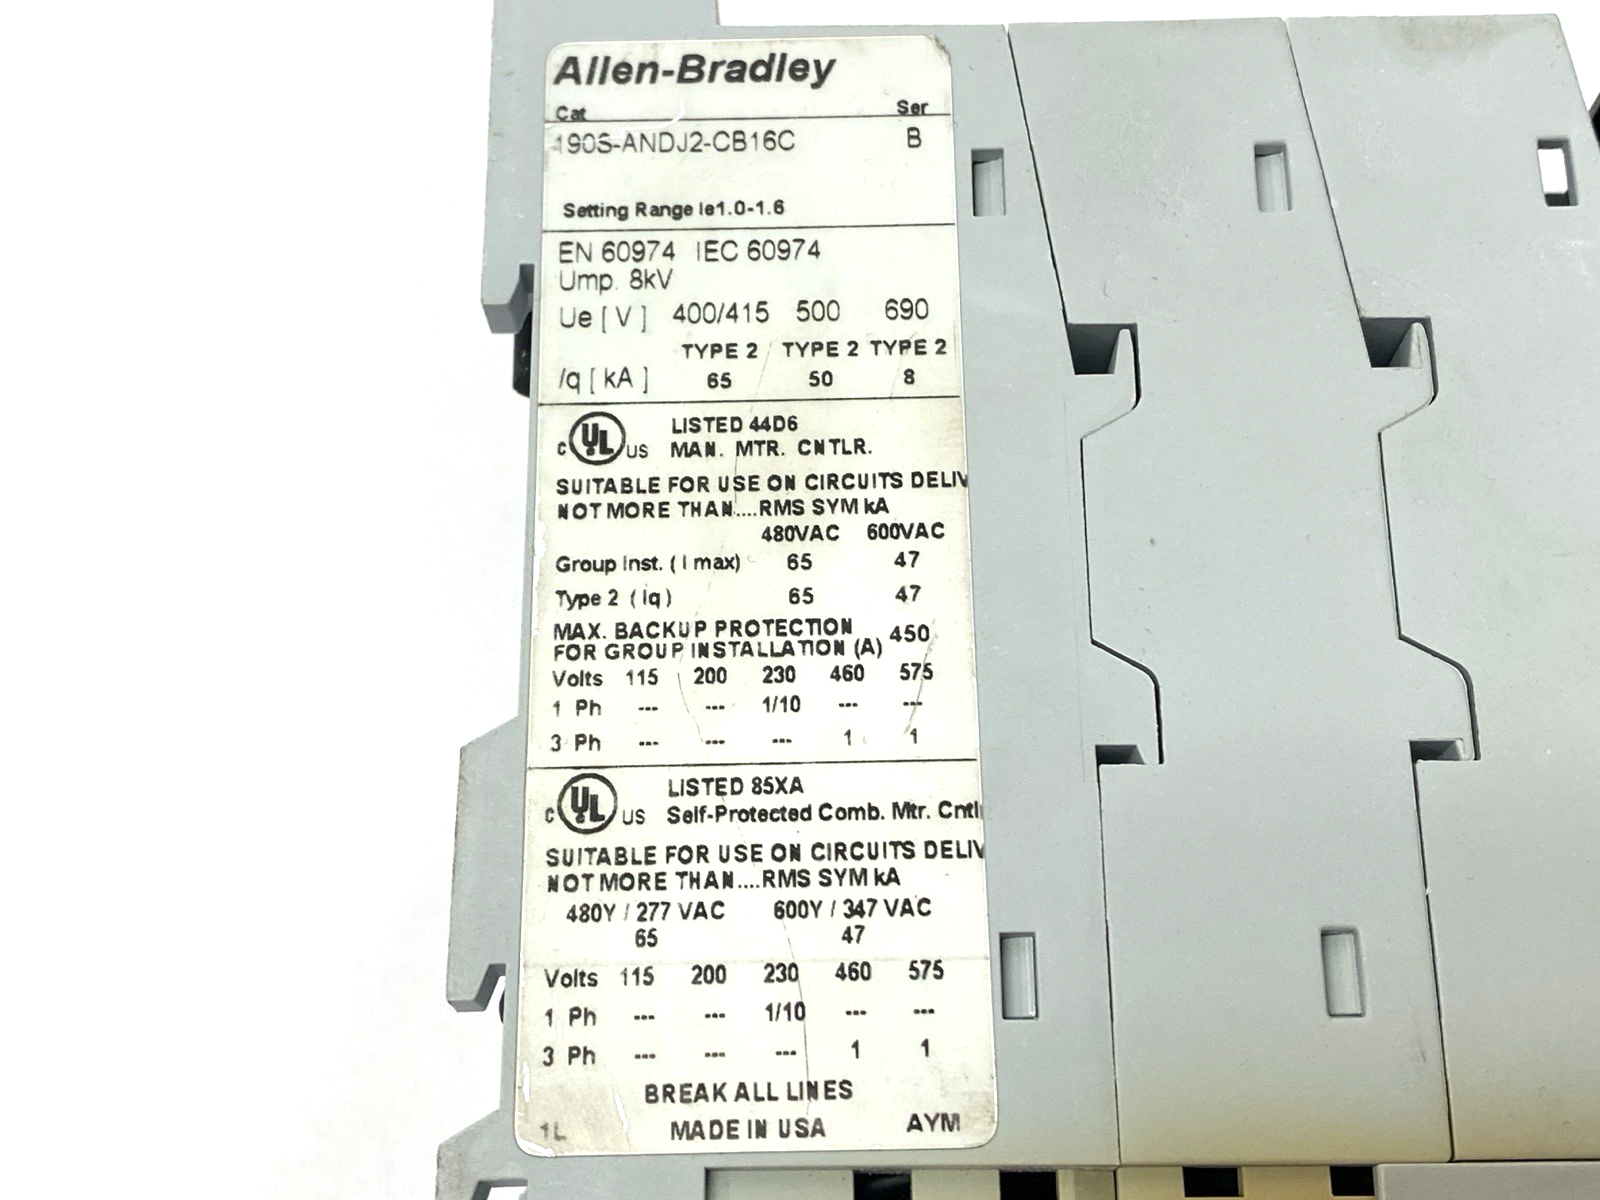 Allen-Bradley
Cat Ser
190S-ANDJ2-CB16C B
Setting Range Ie1.0-1.6
EN 60974 IEC 60974
Ump. 8kV
Ue [ V ] 400/415 500 690
TYPE 2 TYPE 2 TYPE 2
Iq [ kA ] 65 50 8
C UL US LISTED 44D6
MAN. MTR. CNTLR.
SUITABLE FOR USE ON CIRCUITS DELIV
NOT MORE THAN....RMS SYM kA
480VAC 600VAC
Group Inst. ( I max) 65 47
Type 2 ( Iq ) 65 47
MAX. BACKUP PROTECTION
FOR GROUP INSTALLATION (A) 450
Volts 115 200 230 460 575
1 Ph --- --- 1/10 --- ---
3 Ph --- --- --- 1 1
C UL US LISTED 85XA
Self-Protected Comb. Mtr. Cntl
SUITABLE FOR USE ON CIRCUITS DELIV
NOT MORE THAN....RMS SYM kA
480Y / 277 VAC 600Y / 347 VAC
65 47
Volts 115 200 230 460 575
1 Ph --- --- 1/10 --- ---
3 Ph --- --- --- 1 1
BREAK ALL LINES
1L MADE IN USA AYM